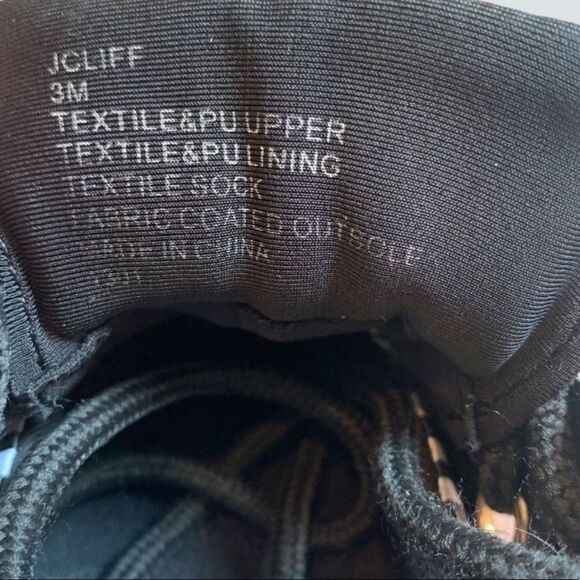 JCLIFF
3M
TEXTILE&PU UPPER
TEXTILE&PU LINING
TEXTILE SOCK
FABRIC COATED OUTSOLE
MADE IN CHINA